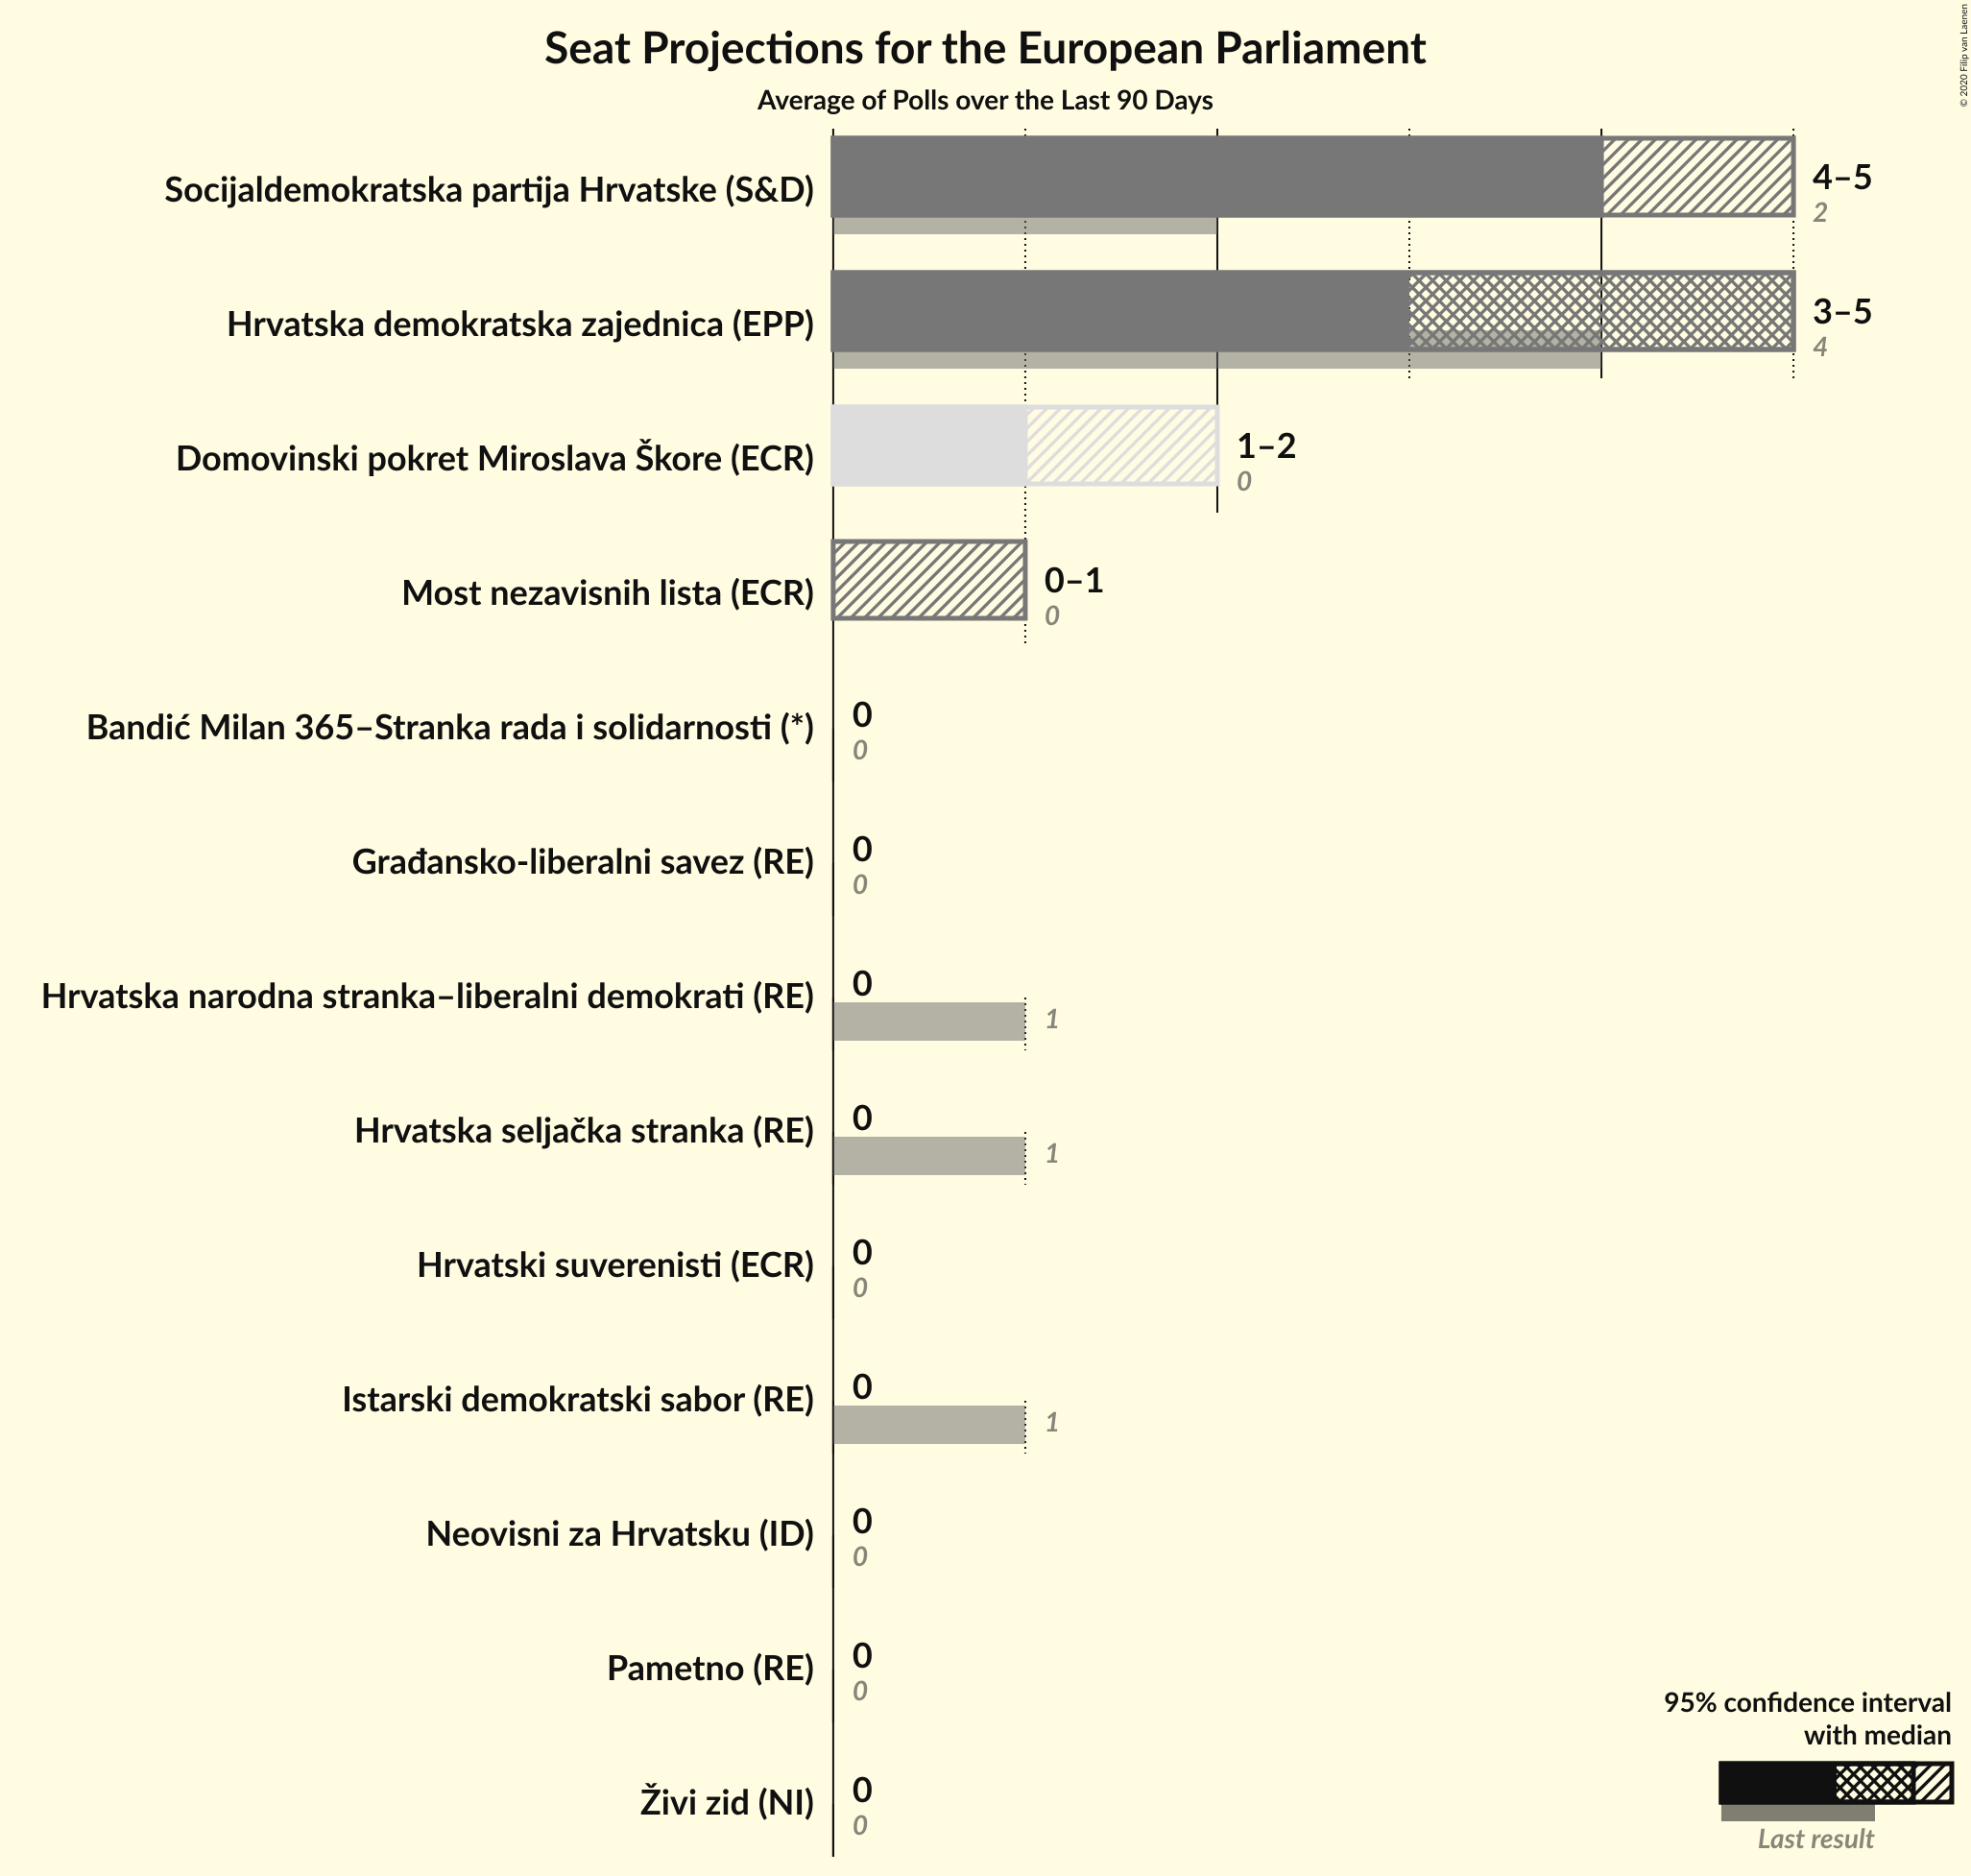 Seat Projections for the European Parliament
Average of Polls over the Last 90 Days
© 2020 Filip van Laenen
Socijaldemokratska partija Hrvatske (S&D)
4–5
2
Hrvatska demokratska zajednica (EPP)
3–5
4
Domovinski pokret Miroslava Škore (ECR)
1–2
0
Most nezavisnih lista (ECR)
0–1
0
Bandić Milan 365–Stranka rada i solidarnosti (*)
0
0
Građansko-liberalni savez (RE)
0
0
Hrvatska narodna stranka–liberalni demokrati (RE)
0
1
Hrvatska seljačka stranka (RE)
0
1
Hrvatski suverenisti (ECR)
0
0
Istarski demokratski sabor (RE)
0
1
Neovisni za Hrvatsku (ID)
0
0
Pametno (RE)
0
0
Živi zid (NI)
0
0
95% confidence interval
with median
Last result